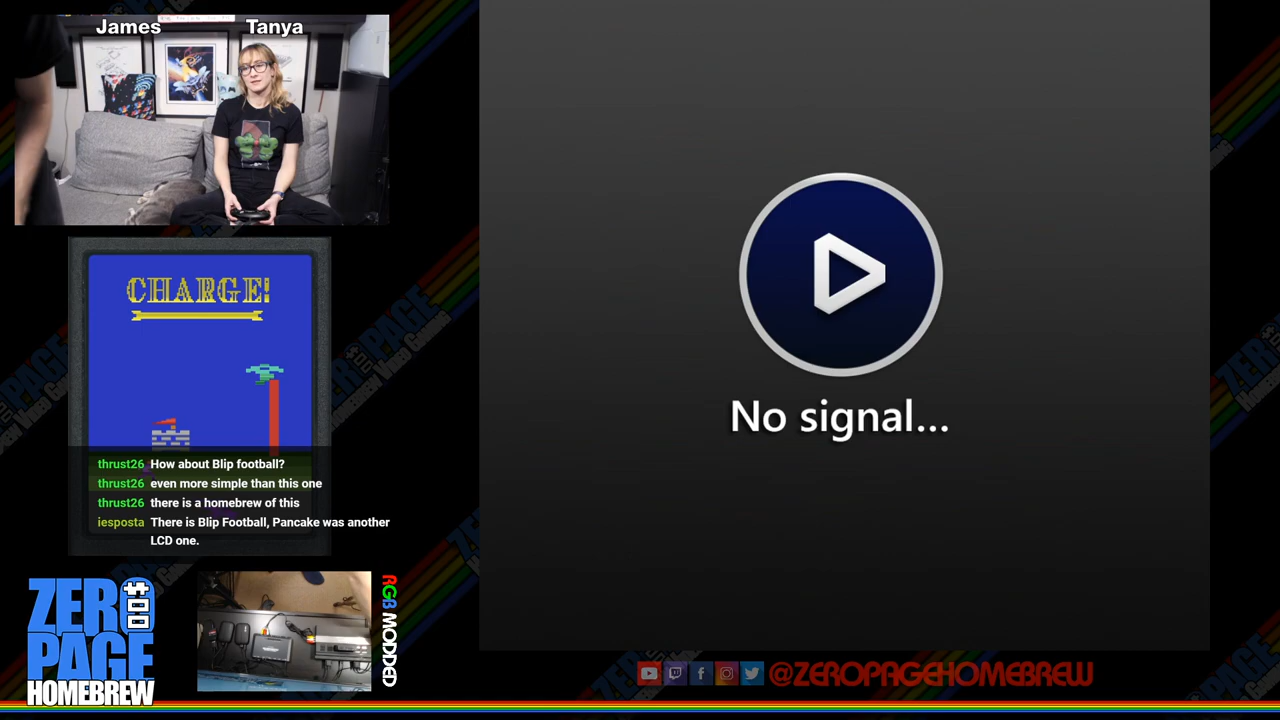 James
Tanya
CHARGE!
thrust26 How about Blip football?
thrust26 even more simple than this one
thrust26 there is a homebrew of this
iesposta There is Blip Football, Pancake was another
LCD one.
No signal...
ZERO
PAGE
HOMEBREW
RGB MODDED
@ZEROPAGEHOMEBREW